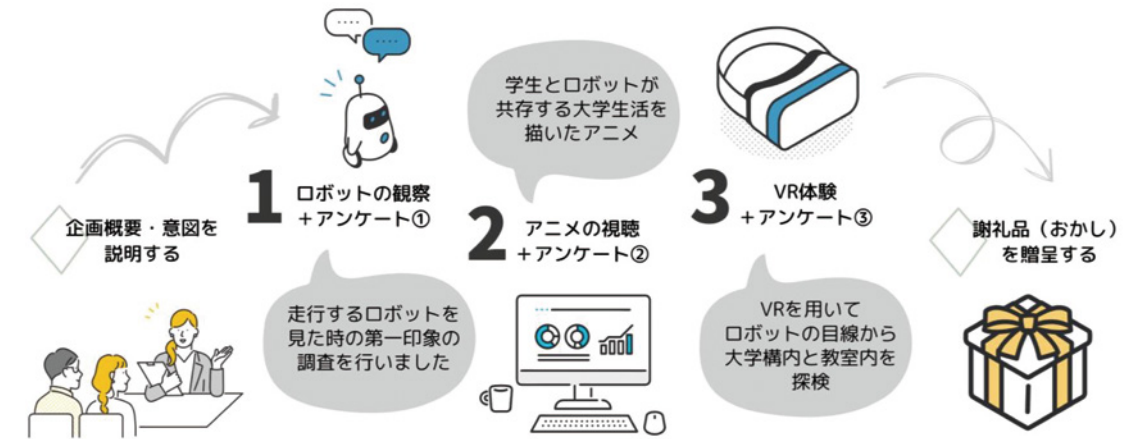 企画概要・意図を
説明する
1
ロボットの観察
＋アンケート①
走行するロボットを
見た時の第一印象の
調査を行いました
学生とロボットが
共存する大学生活を
描いたアニメ
2
アニメの視聴
＋アンケート②
3
VR体験
＋アンケート③
VRを用いて
ロボットの目線から
大学構内と教室内を
探検
謝礼品（おかし）
を贈呈する